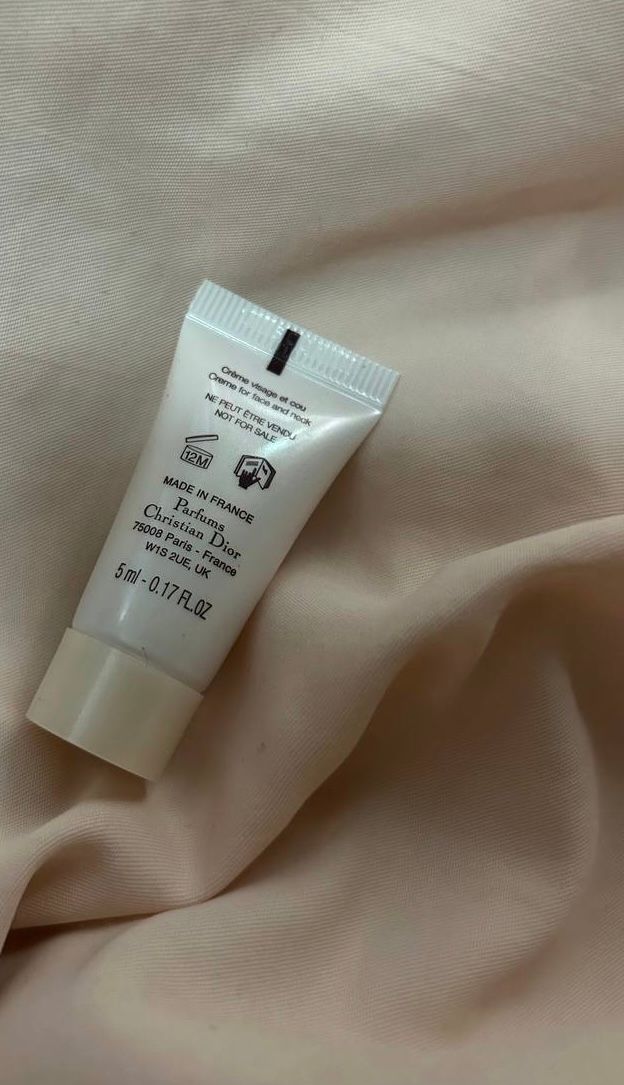 Crème visage et cou
Creme for face and neck
NE PEUT ÊTRE VENDU
NOT FOR SALE
12M
MADE IN FRANCE
Parfums
Christian Dior
75008 Paris - France
W1S 2UE, UK
5 ml - 0.17 FL.OZ